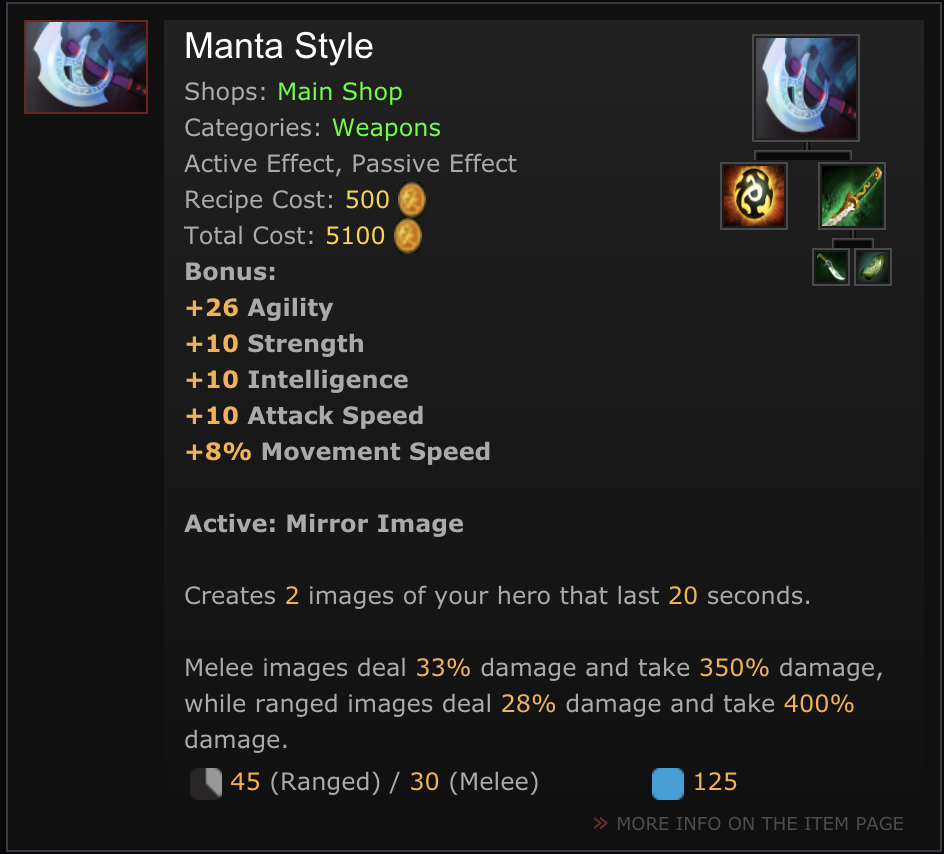 Manta Style
Shops: Main Shop
Categories: Weapons
Active Effect, Passive Effect
Recipe Cost: 500
Total Cost: 5100
Bonus:
+26 Agility
+10 Strength
+10 Intelligence
+10 Attack Speed
+8% Movement Speed
Active: Mirror Image
Creates 2 images of your hero that last 20 seconds.
Melee images deal 33% damage and take 350% damage,
while ranged images deal 28% damage and take 400%
damage.
45 (Ranged) / 30 (Melee) 125
» MORE INFO ON THE ITEM PAGE